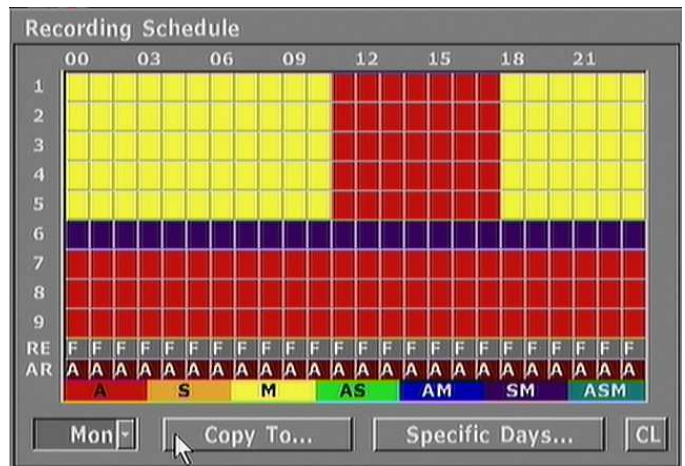 Recording Schedule
00 03 06 09 12 15 18 21
1
2
3
4
5
6
7
8
9
RE F F F F F F F F F F F F F F F F F F F F F F F F
AR A A A A A A A A A A A A A A A A A A A A A A A A
A S M AS AM SM ASM
Mon Copy To... Specific Days... CL